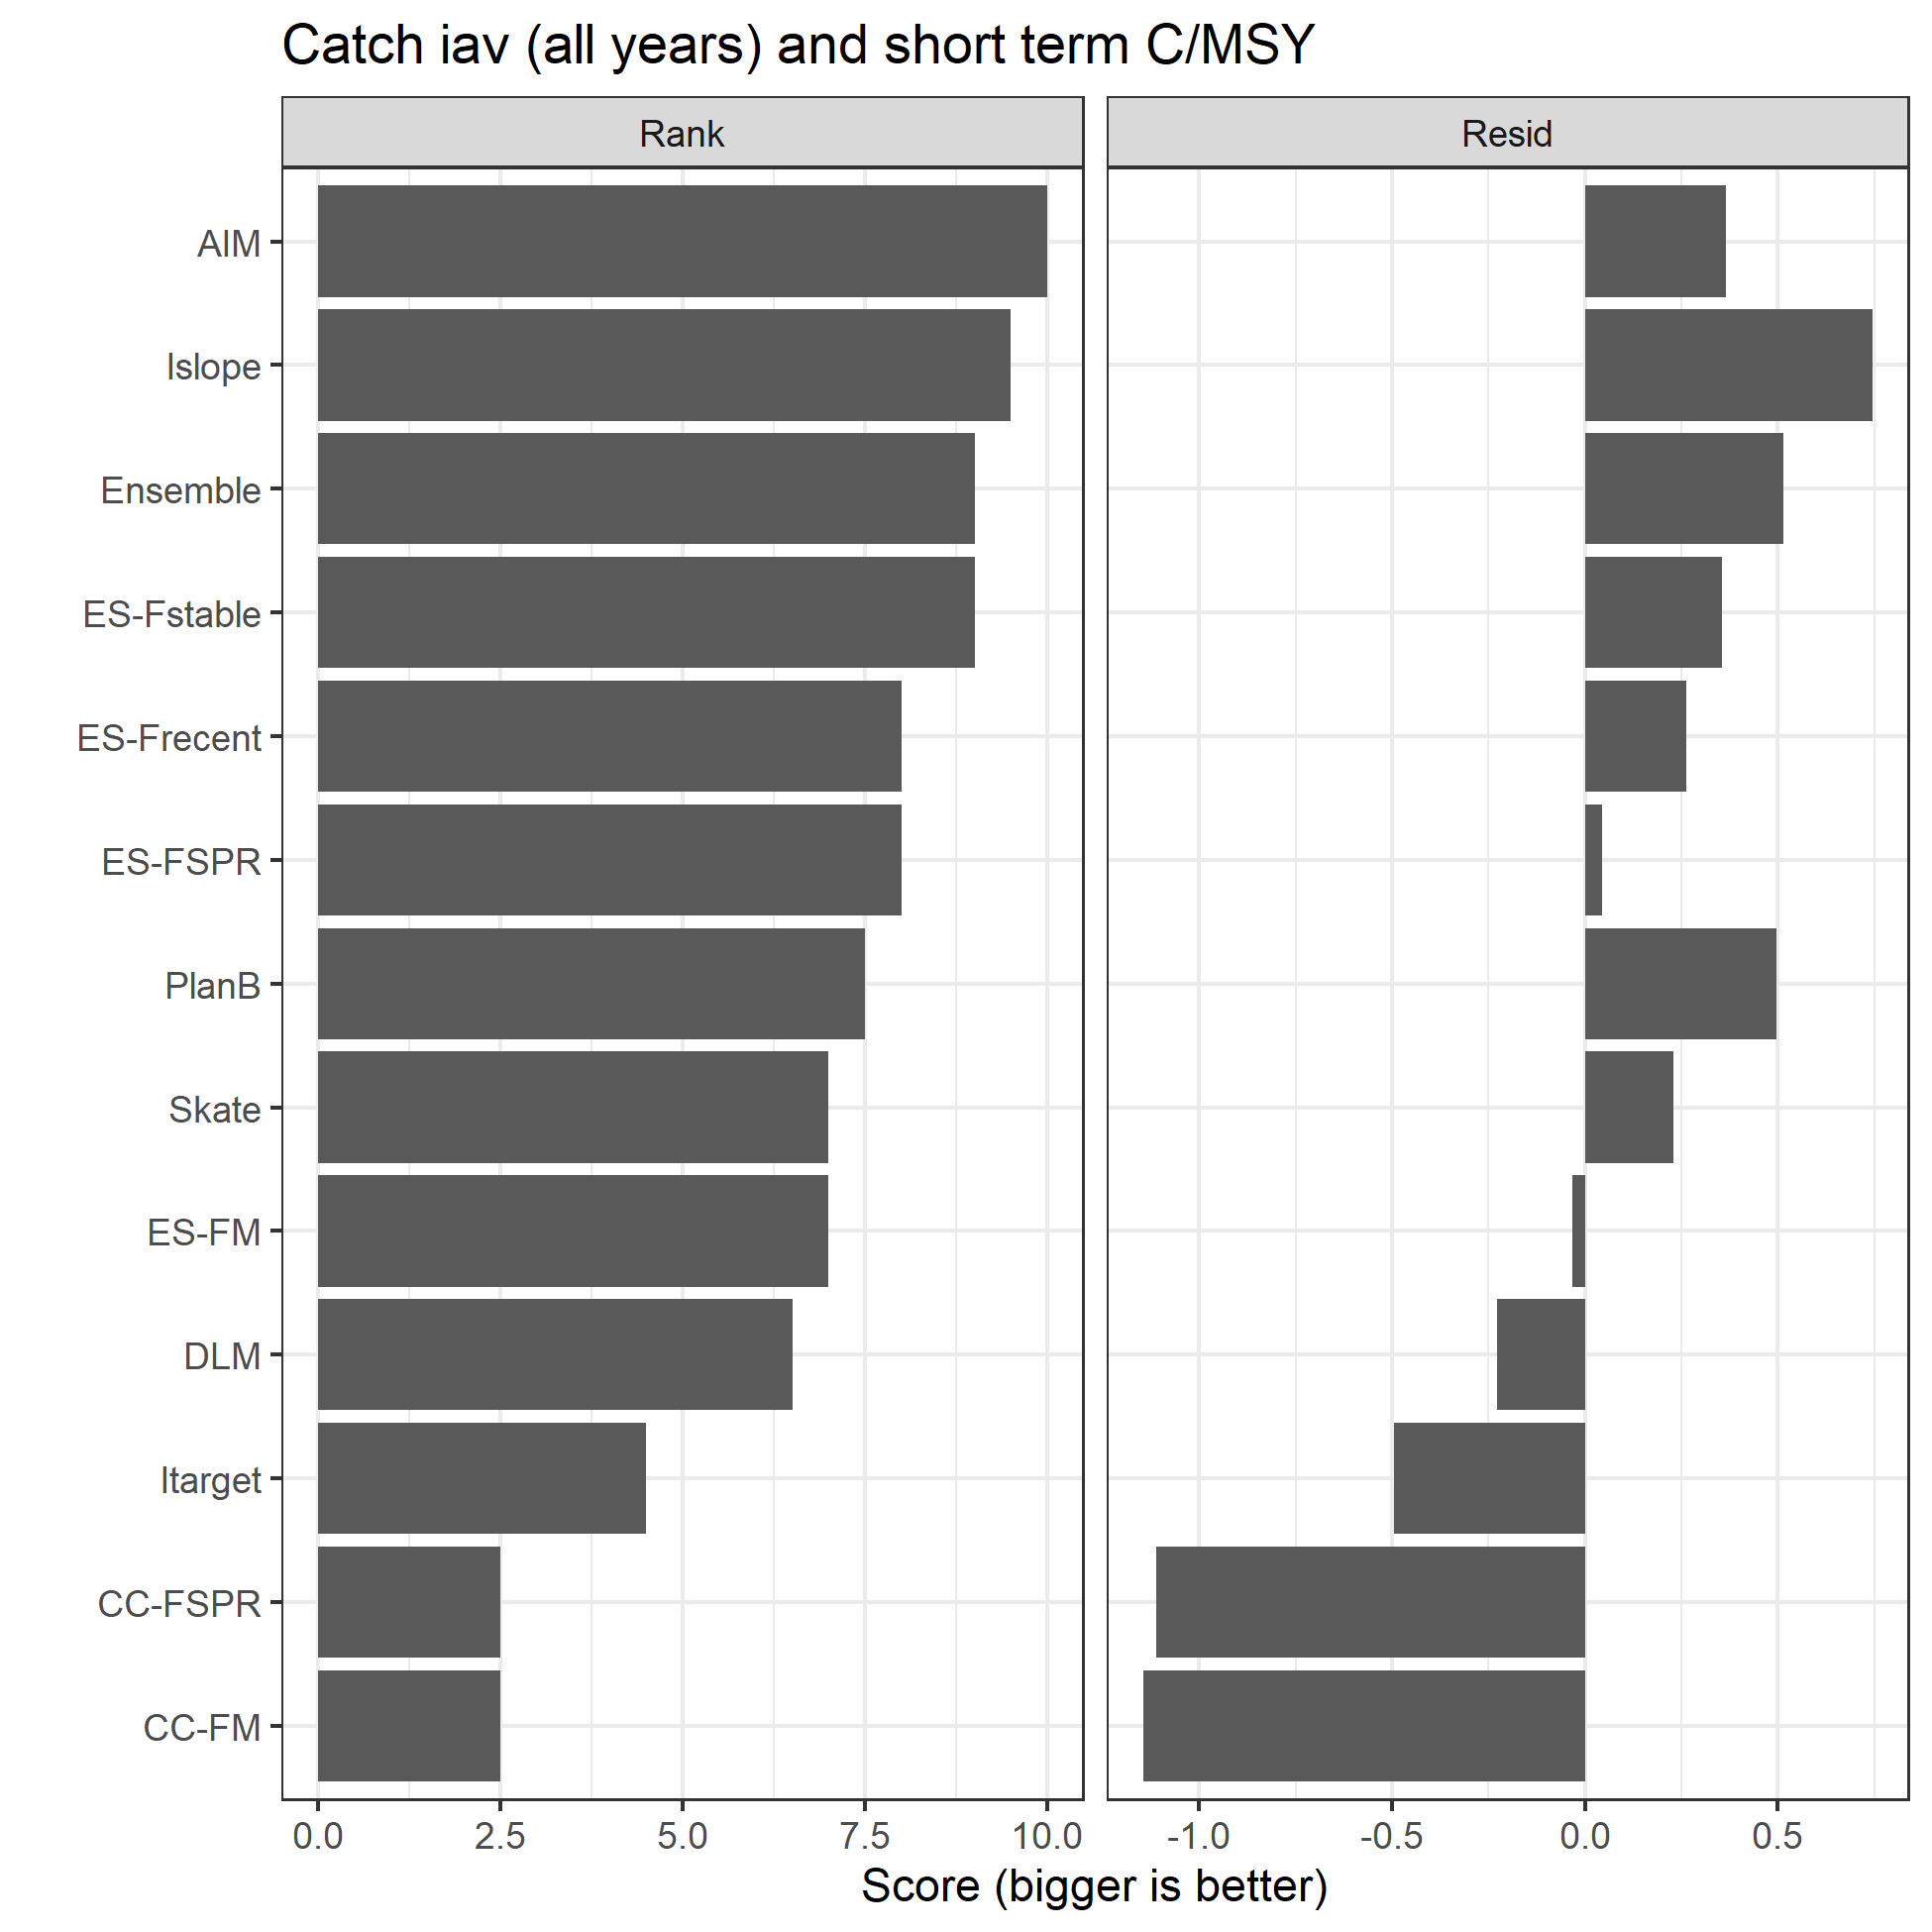 Catch iav (all years) and short term C/MSY
Rank
Resid
AIM
Islope
Ensemble
ES-Fstable
ES-Frecent
ES-FSPR
PlanB
Skate
ES-FM
DLM
Itarget
CC-FSPR
CC-FM
0.0 2.5 5.0 7.5 10.0 -1.0 -0.5 0.0 0.5
Score (bigger is better)